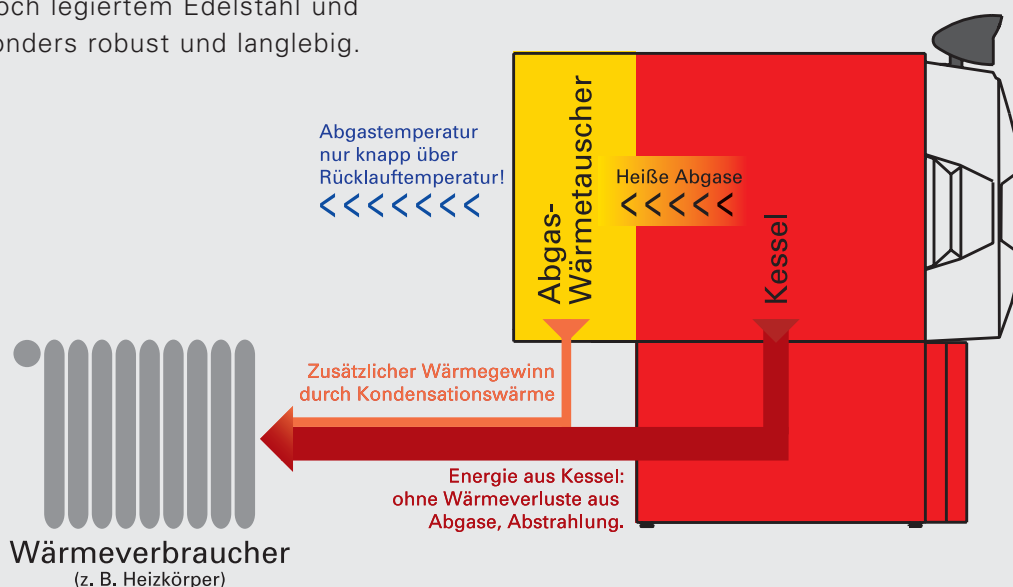 och legiertem Edelstahl und
onders robust und langlebig.
Abgastemperatur
nur knapp über
Rücklauftemperatur!
Abgas-
Wärmetauscher
Heiße Abgase
Kessel
Zusätzlicher Wärmegewinn
durch Kondensationswärme
Energie aus Kessel:
ohne Wärmeverluste aus
Abgase, Abstrahlung.
Wärmeverbraucher
(z. B. Heizkörper)